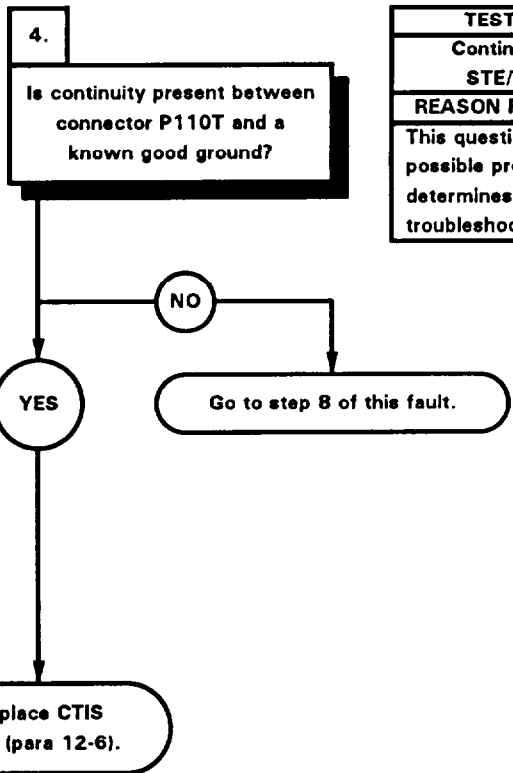 4.
Is continuity present between
connector P110T and a
known good ground?
TEST
Contin
STE/
REASON
This questi
possible pr
determines
troubleshoo
NO
YES
Go to step 8 of this fault.
place CTIS
(para 12-6).